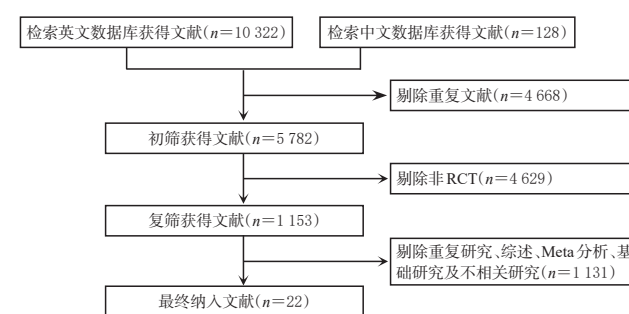 检索英文数据库获得文献(n=10 322)
检索中文数据库获得文献(n=128)
剔除重复文献(n=4 668)
初筛获得文献(n=5 782)
剔除非RCT(n=4 629)
复筛获得文献(n=1 153)
剔除重复研究、综述、Meta分析、基
础研究及不相关研究(n=1 131)
最终纳入文献(n=22)